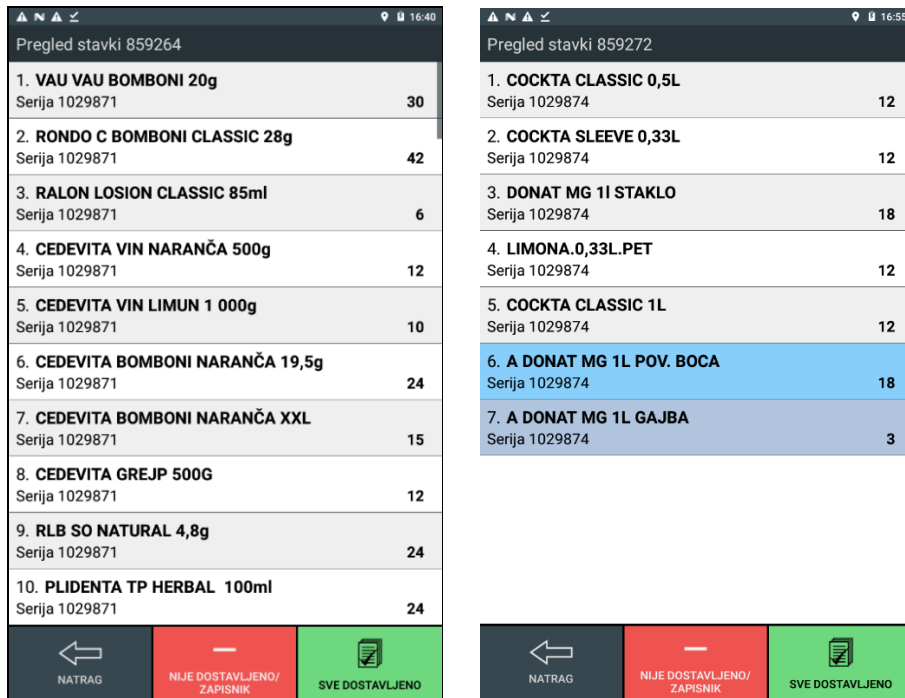 16:40
Pregled stavki 859264
1. VAU VAU BOMBONI 20g
Serija 1029871 30
2. RONDO C BOMBONI CLASSIC 28g
Serija 1029871 42
3. RALON LOSION CLASSIC 85ml
Serija 1029871 6
4. CEDEVITA VIN NARANČA 500g
Serija 1029871 12
5. CEDEVITA VIN LIMUN 1 000g
Serija 1029871 10
6. CEDEVITA BOMBONI NARANČA 19,5g
Serija 1029871 24
7. CEDEVITA BOMBONI NARANČA XXL
Serija 1029871 15
8. CEDEVITA GREJP 500G
Serija 1029871 12
9. RLB SO NATURAL 4,8g
Serija 1029871 24
10. PLIDENTA TP HERBAL 100ml
Serija 1029871 24
NATRAG
NIJE DOSTAVLJENO/
ZAPISNIK
SVE DOSTAVLJENO
16:55
Pregled stavki 859272
1. COCKTA CLASSIC 0,5L
Serija 1029874 12
2. COCKTA SLEEVE 0,33L
Serija 1029874 12
3. DONAT MG 1l STAKLO
Serija 1029874 18
4. LIMONA.0,33L.PET
Serija 1029874 12
5. COCKTA CLASSIC 1L
Serija 1029874 12
6. A DONAT MG 1L POV. BOCA
Serija 1029874 18
7. A DONAT MG 1L GAJBA
Serija 1029874 3
NATRAG
NIJE DOSTAVLJENO/
ZAPISNIK
SVE DOSTAVLJENO